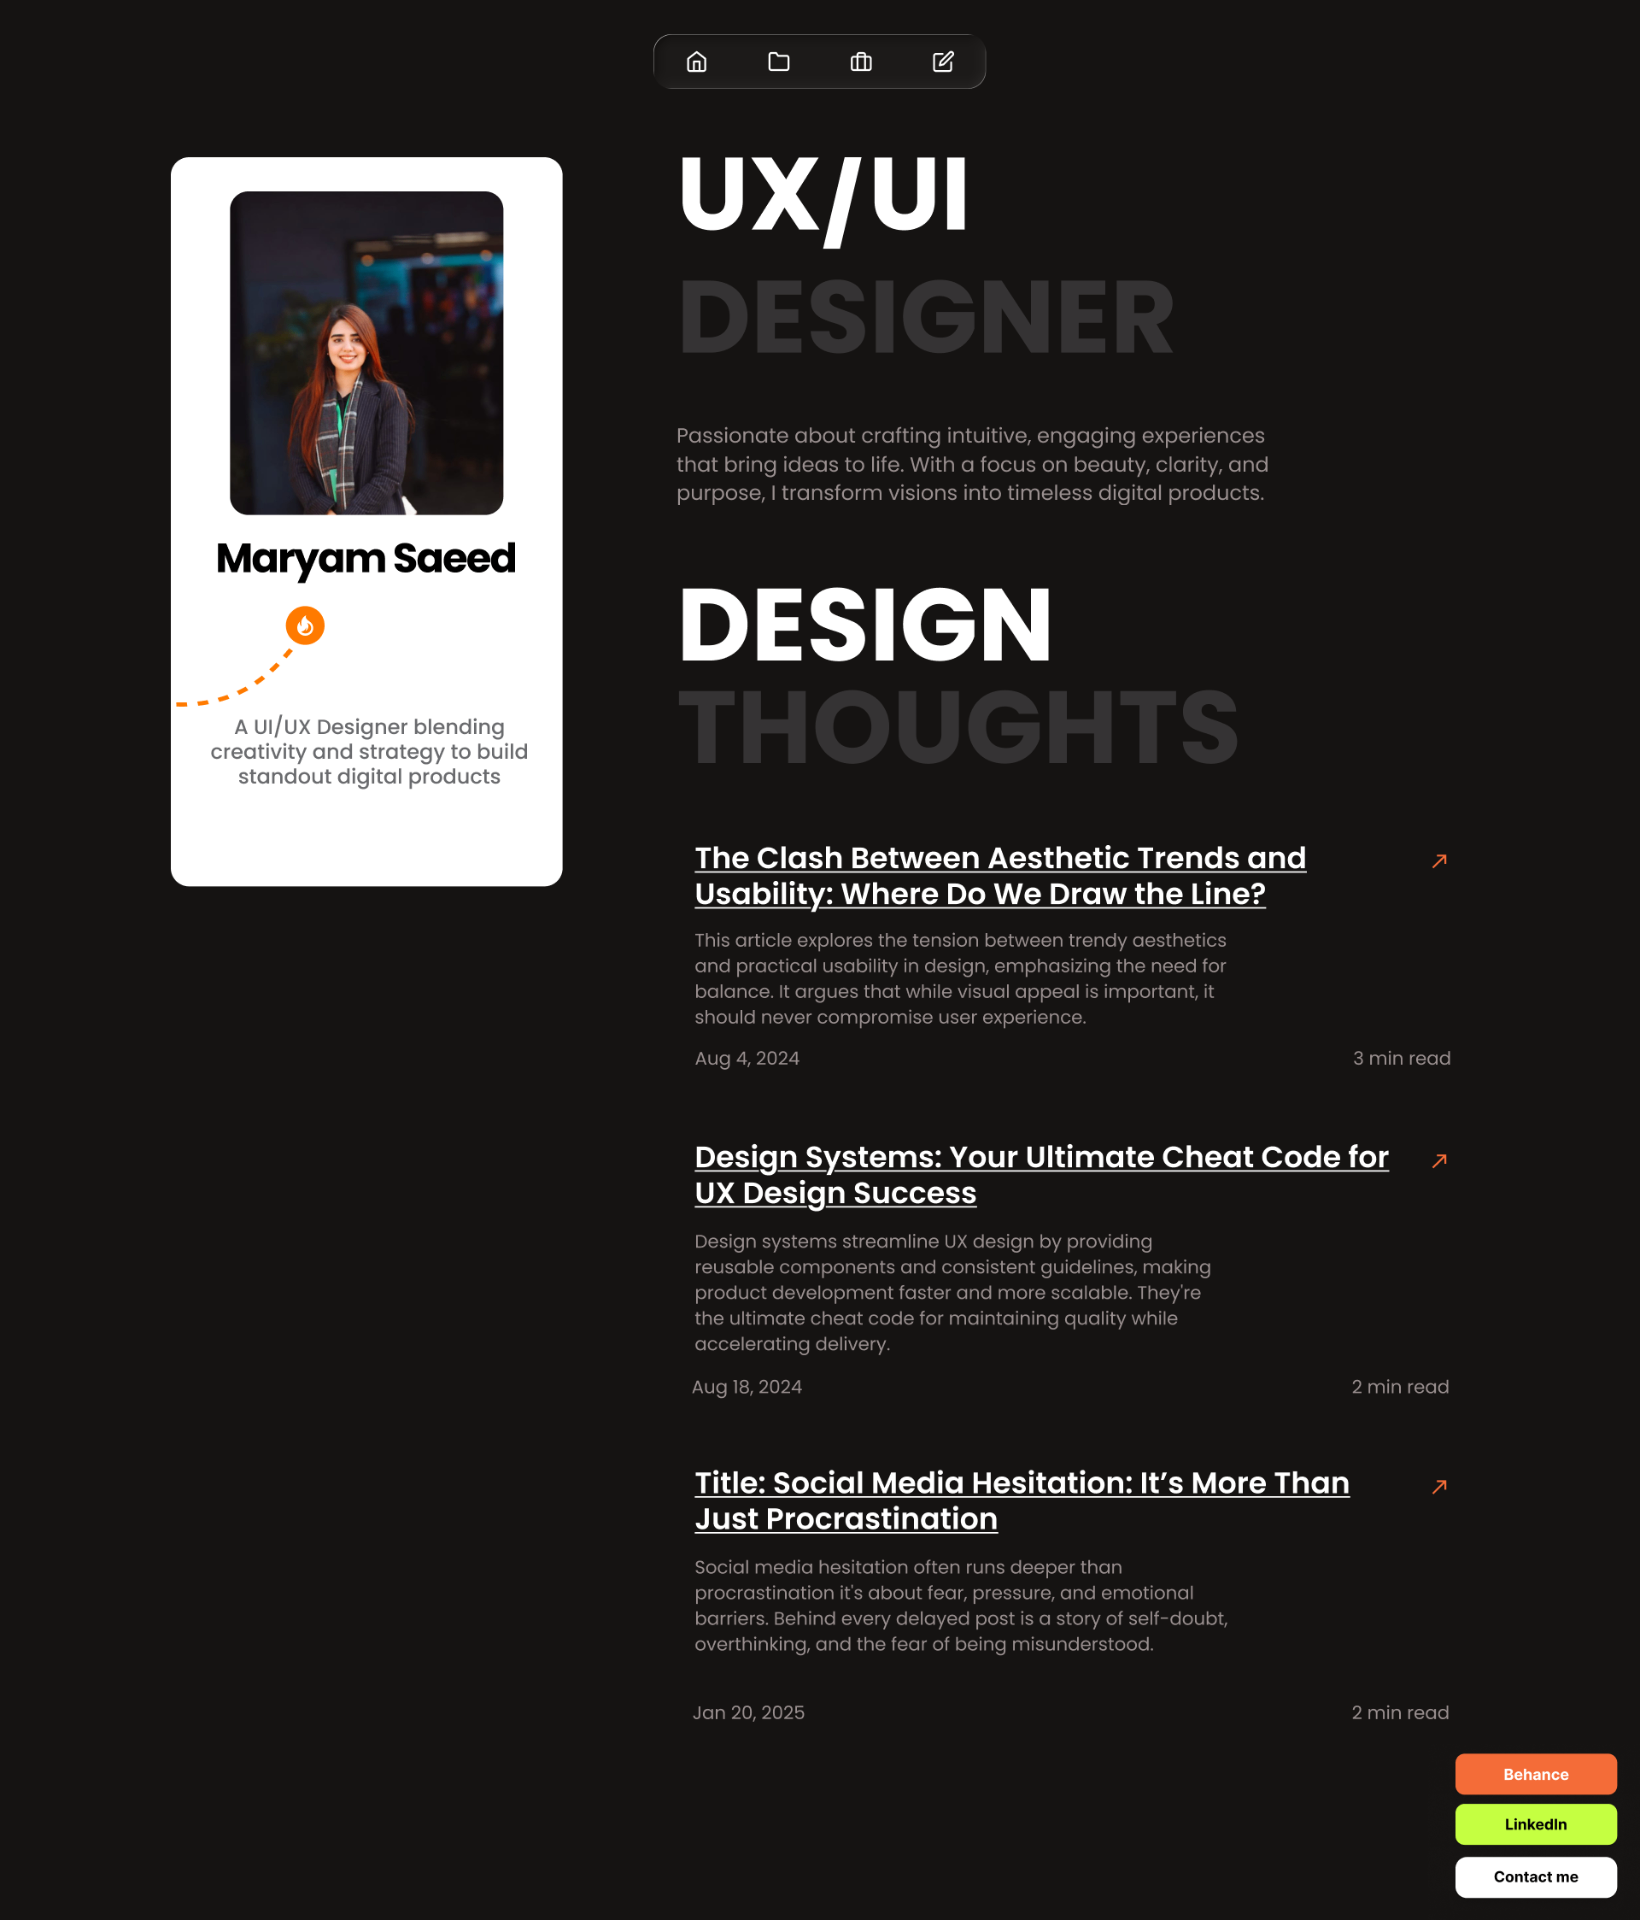 Maryam Saeed
A UI/UX Designer blending
creativity and strategy to build
standout digital products
UX/UI
DESIGNER
Passionate about crafting intuitive, engaging experiences
that bring ideas to life. With a focus on beauty, clarity, and
purpose, I transform visions into timeless digital products.
DESIGN
THOUGHTS
The Clash Between Aesthetic Trends and
Usability: Where Do We Draw the Line?
This article explores the tension between trendy aesthetics
and practical usability in design, emphasizing the need for
balance. It argues that while visual appeal is important, it
should never compromise user experience.
Aug 4, 2024
3 min read
Design Systems: Your Ultimate Cheat Code for
UX Design Success
Design systems streamline UX design by providing
reusable components and consistent guidelines, making
product development faster and more scalable. They're
the ultimate cheat code for maintaining quality while
accelerating delivery.
Aug 18, 2024
2 min read
Title: Social Media Hesitation: It’s More Than
Just Procrastination
Social media hesitation often runs deeper than
procrastination it's about fear, pressure, and emotional
barriers. Behind every delayed post is a story of self-doubt,
overthinking, and the fear of being misunderstood.
Jan 20, 2025
2 min read
Behance
LinkedIn
Contact me